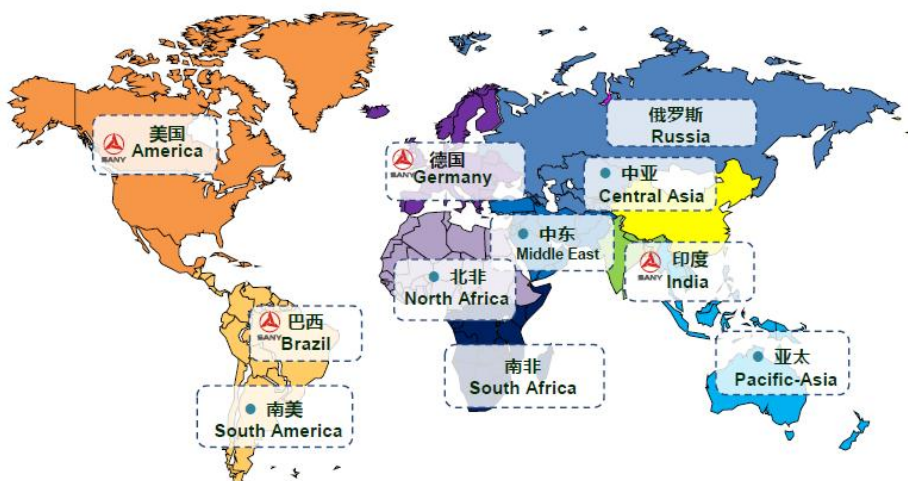 美国
America
SANY
俄罗斯
Russia
德国
Germany
SANY
中亚
Central Asia
中东
Middle East
北非
North Africa
印度
India
SANY
巴西
Brazil
SANY
南非
South Africa
亚太
Pacific-Asia
南美
South America